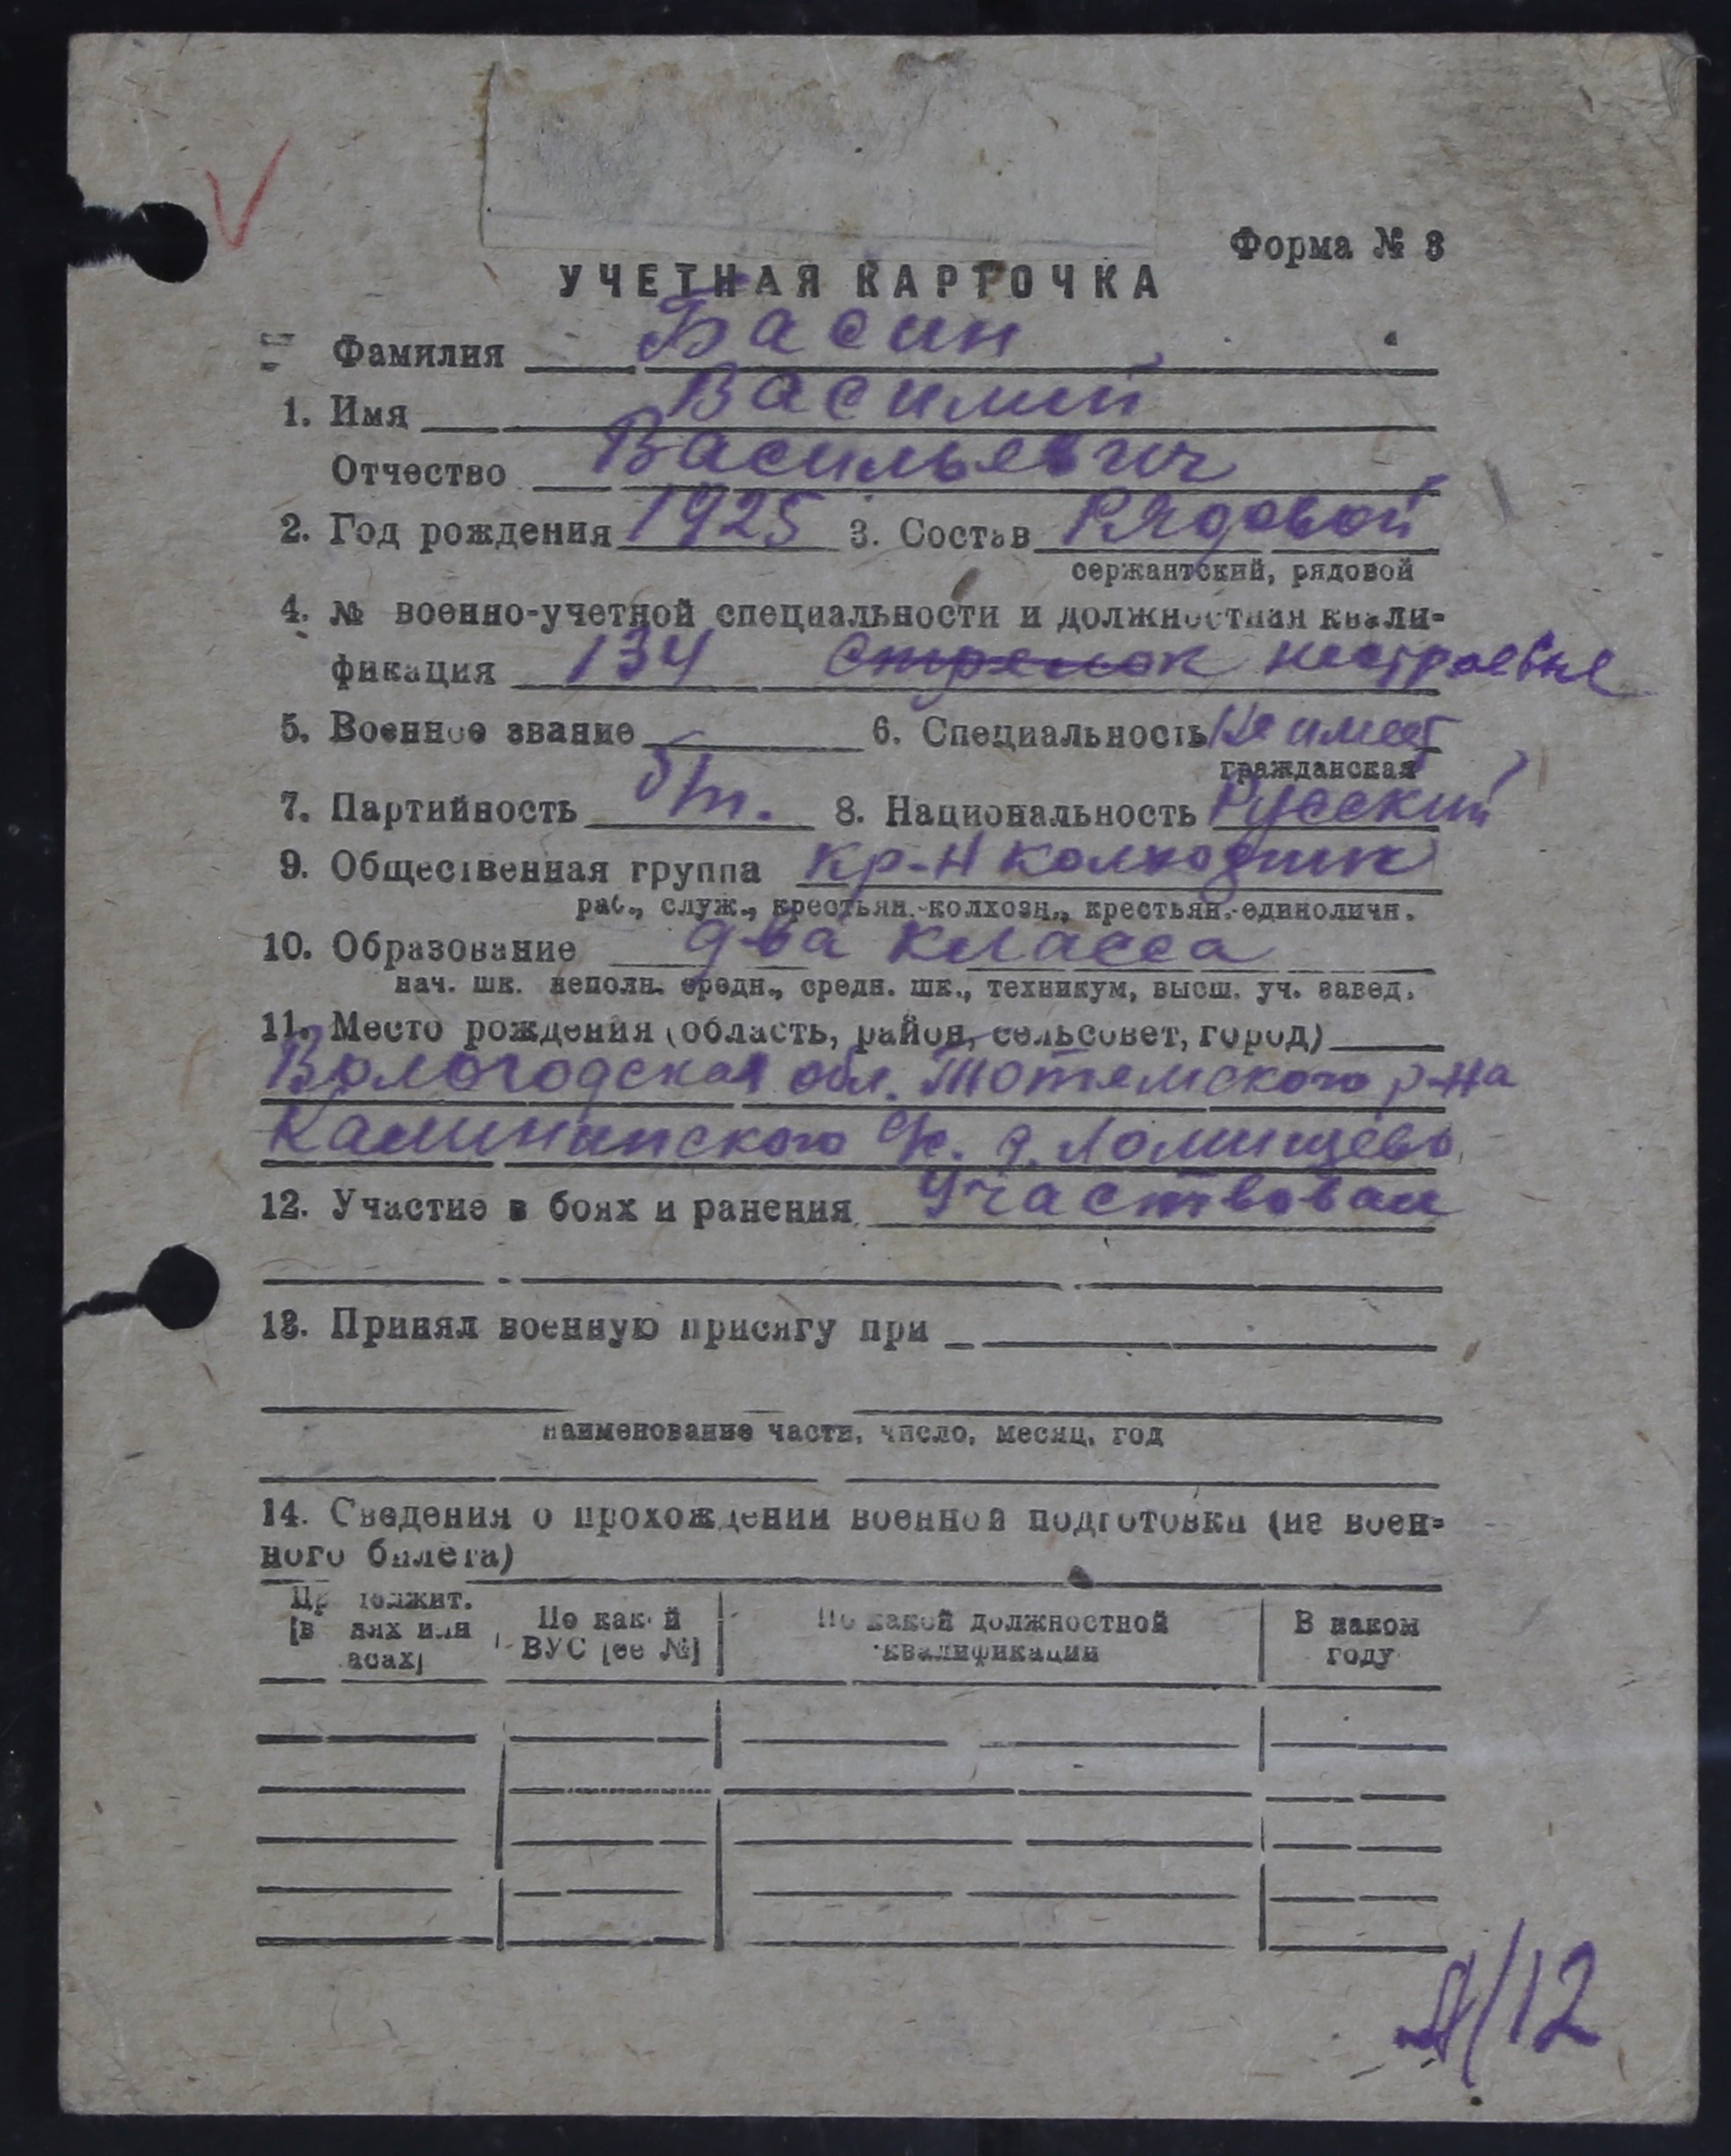 Форма № 3
УЧЕТНАЯ КАРТОЧКА
Фамилия Басин
1. Имя Василий
Отчество Васильевич
2. Год рождения 1925 3. Состав Рядовой
сержантский, рядовой
4. № военно-учетной специальности и должностная квали-
фикация 134 Стрелок нестроевые
5. Военное звание 6. Специальность Не имеет
гражданская
7. Партийность б/п. 8. Национальность Русский
9. Общественная группа кр-н колхозник
раб., служ., крестьян.-колхозн., крестьян.-единоличн.
10. Образование два класса
нач. шк. неполн. средн., средн. шк., техникум, высш. уч. завед.
11. Место рождения (область, район, сельсовет, город)
Вологодская обл. Тотемского р-на
Калининского с/с. д. Ломищево
12. Участие в боях и ранения Участвовал
13. Принял военную присягу при
наименование части, число, месяц, год
14. Сведения о прохождении военной подготовки (из воен-
ного билета)
Продолжит. [в днях или часах]
По какой ВУС [ее №]
По какой должностной квалификации
В каком году
/12